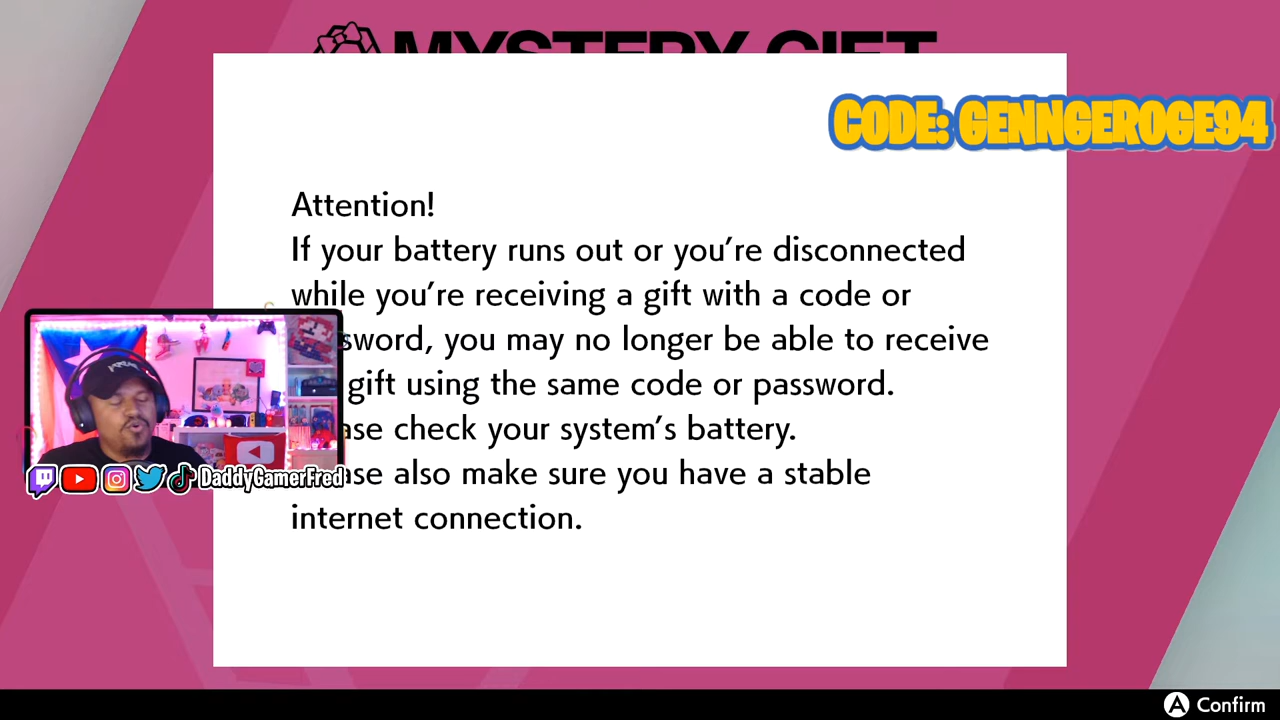 MYSTERY GIFT
CODE: GENNGEROGE94
Attention!
If your battery runs out or you're disconnected
while you're receiving a gift with a code or
sword, you may no longer be able to receive
gift using the same code or password.
ase check your system's battery.
ase also make sure you have a stable
internet connection.
DaddyGamerFred
A Confirm